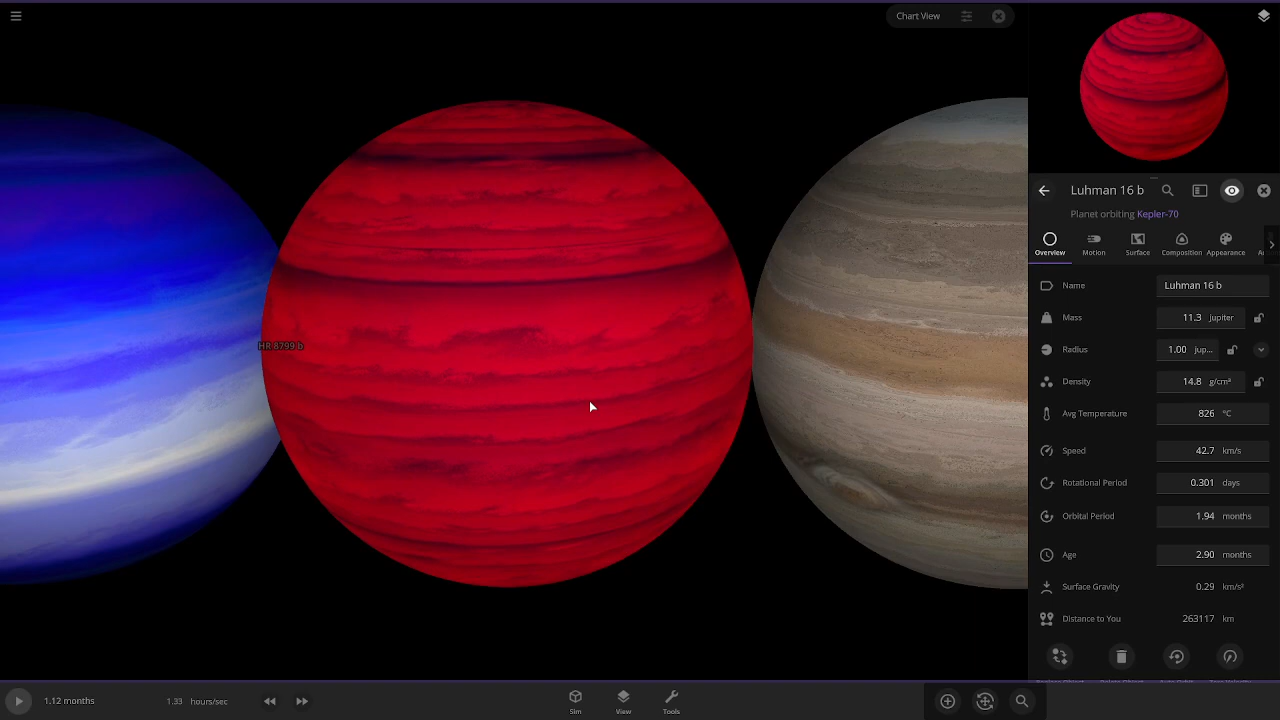 Chart View
HR 8799 b
Luhman 16 b
Planet orbiting Kepler-70
Overview Motion Surface Composition Appearance
Name Luhman 16 b
Mass 11.3 Jupiter
Radius 1.00 Jup...
Density 14.8 g/cm³
Avg Temperature 826 °C
Speed 42.7 km/s
Rotational Period 0.301 days
Orbital Period 1.94 months
Age 2.90 months
Surface Gravity 0.29 km/s²
Distance to You 263117 km
1.12 months 1.33 hours/sec Sim View Tools